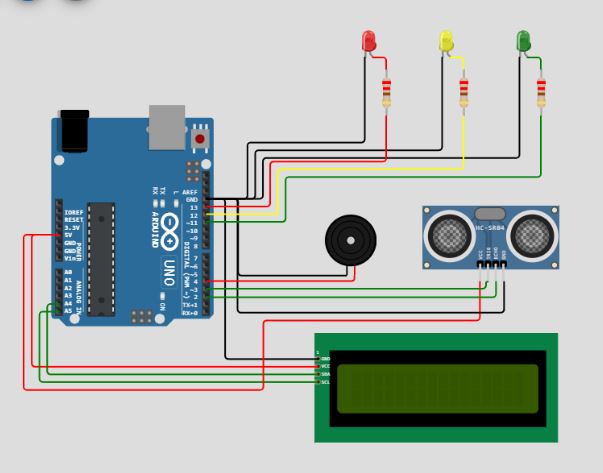 AREF
GND
13
12
~11
~10
~9
8
7
~6
~5
4
~3
2
TX→1
RX←0
DIGITAL (PWM ~)
L
TX
RX
ARDUINO
UNO
ON
IOREF
RESET
3.3V
5V
GND
GND
Vin
POWER
A0
A1
A2
A3
A4
A5
ANALOG IN
HC-SR04
VCC
TRIG
ECHO
GND
1
GND
VCC
SDA
SCL